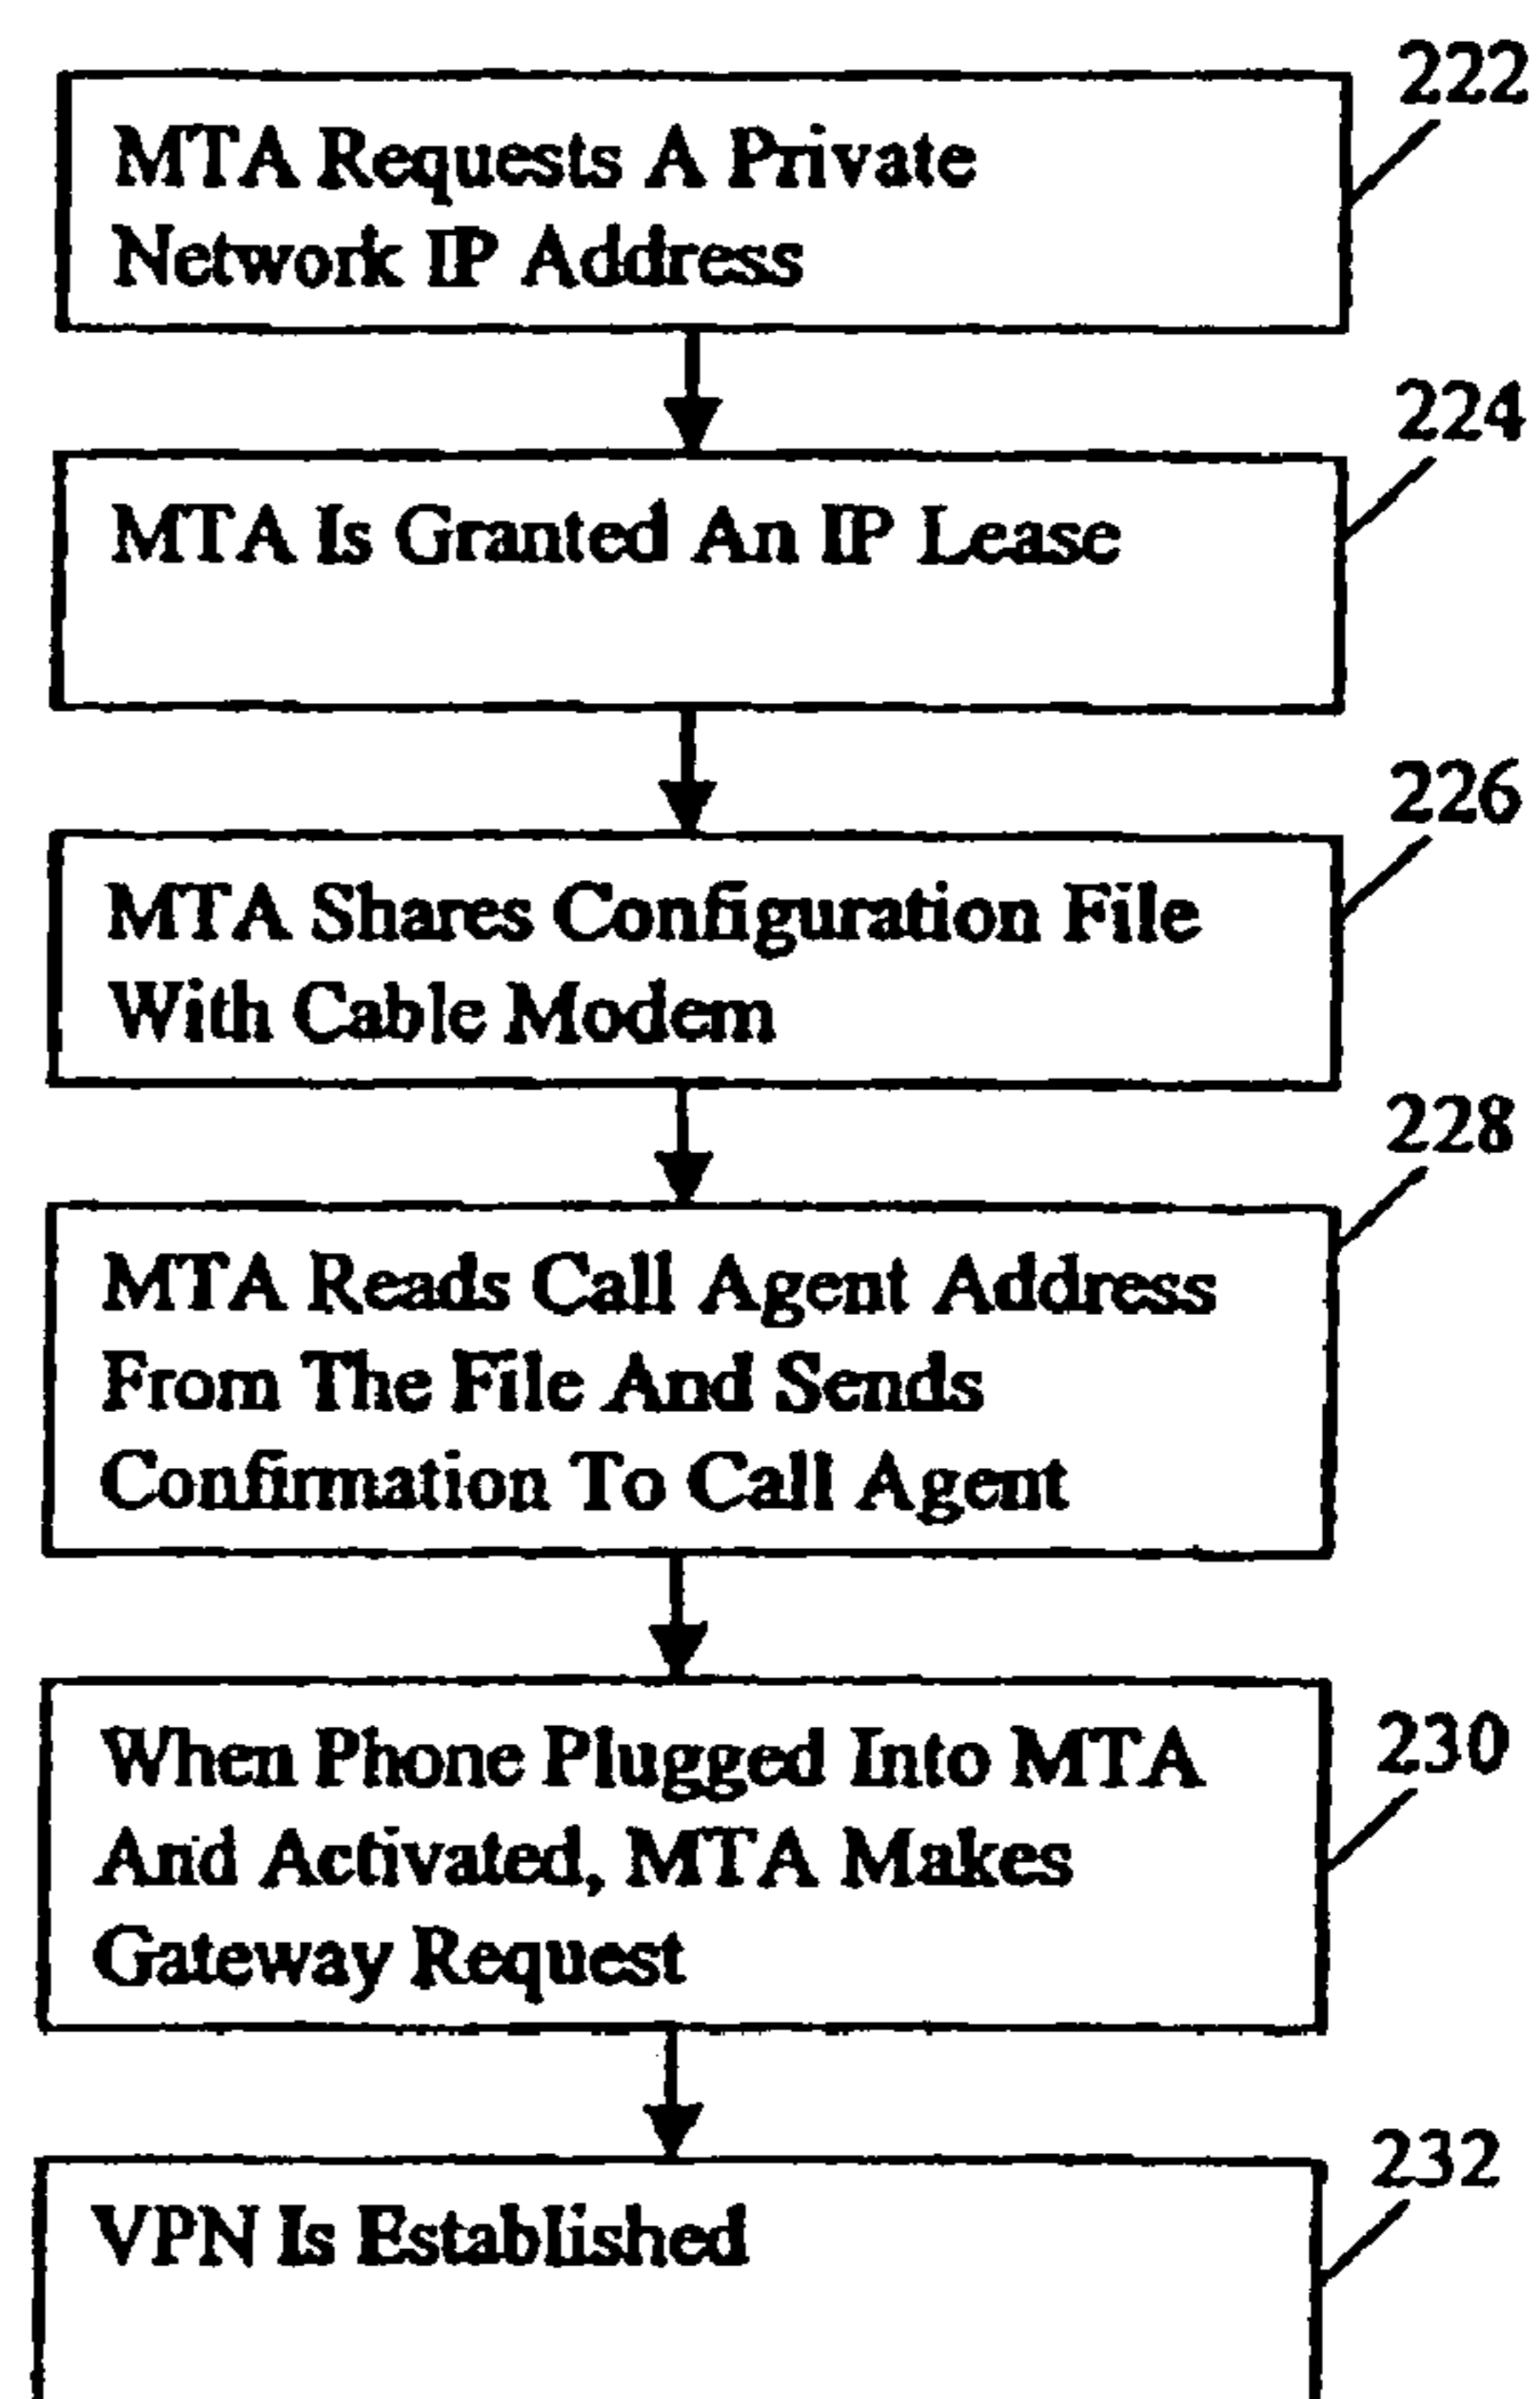 222
MTA Requests A Private
Network IP Address
224
MTA Is Granted An IP Lease
226
MTA Shares Configuration File
With Cable Modem
228
MTA Reads Call Agent Address
From The File And Sends
Confirmation To Call Agent
230
When Phone Plugged Into MTA
And Activated, MTA Makes
Gateway Request
232
VPN Is Established